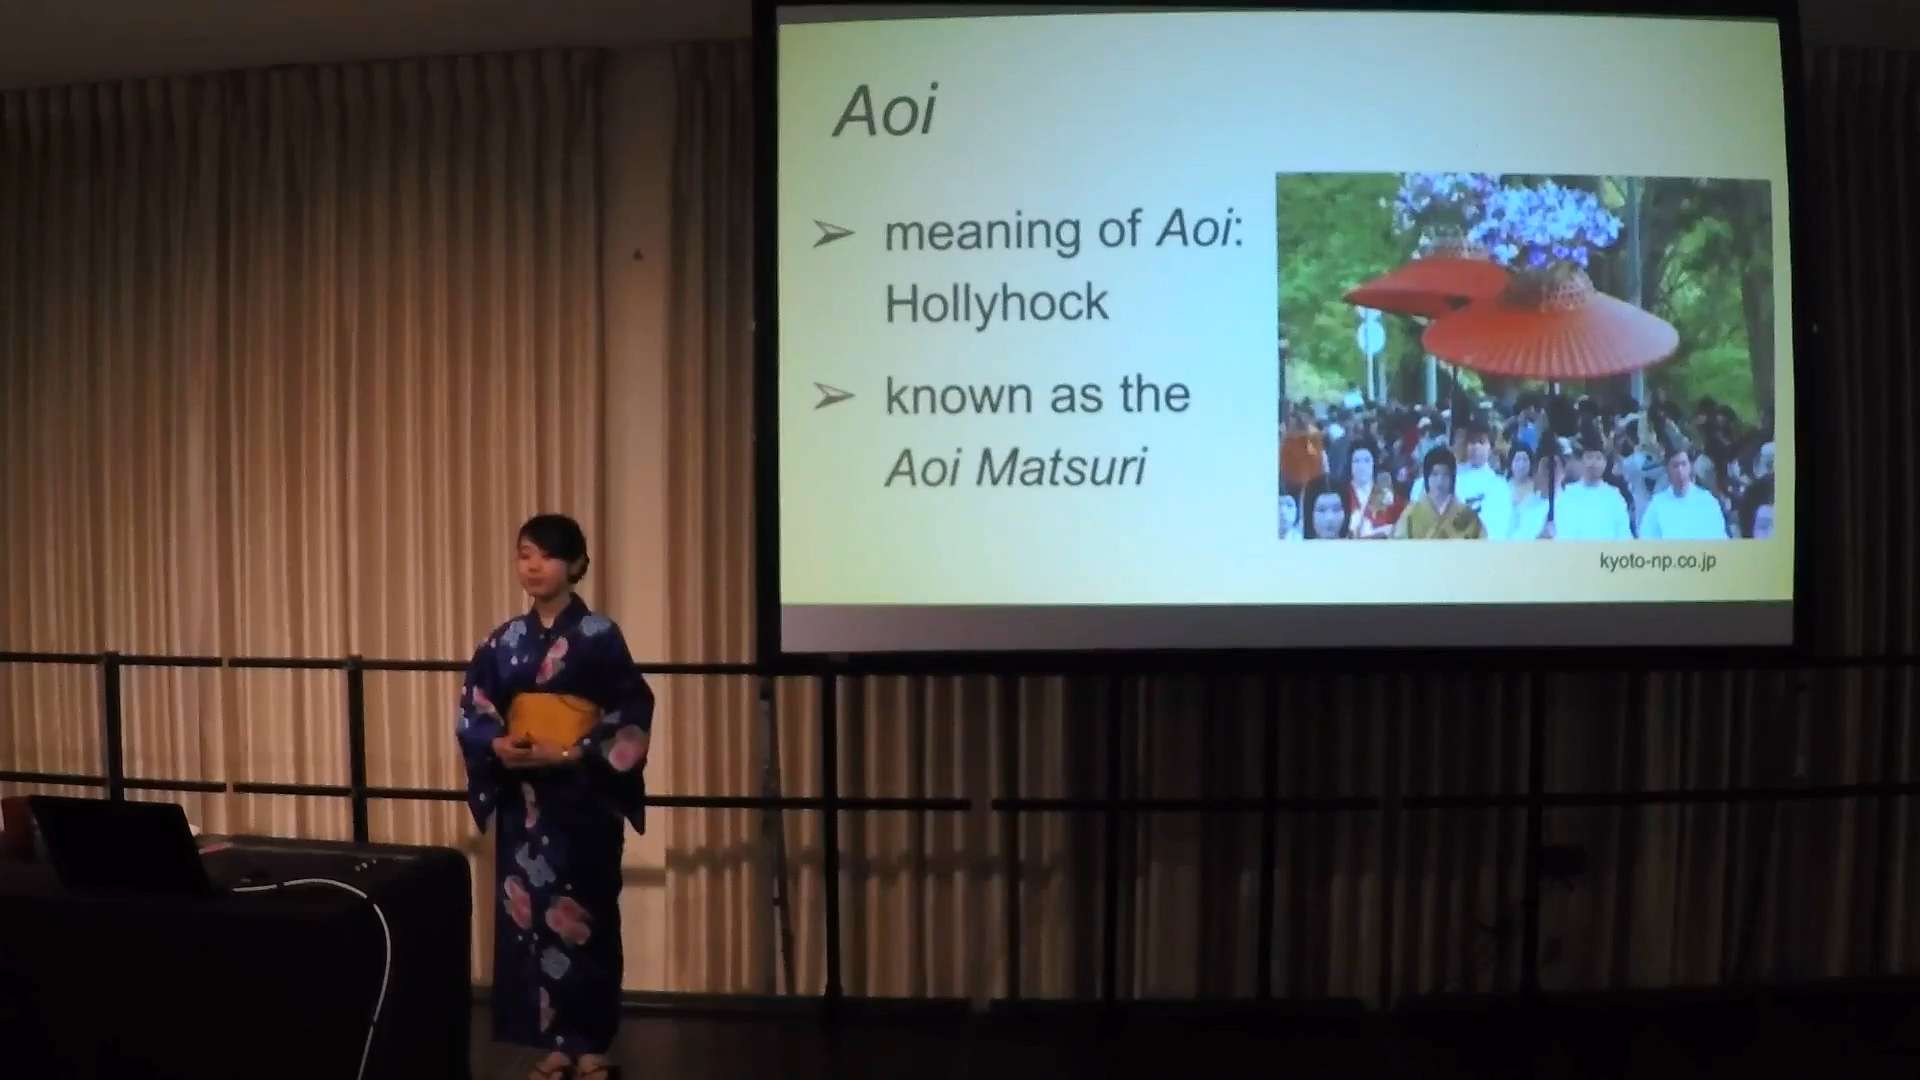 Aoi
➢ meaning of Aoi:
Hollyhock
➢ known as the
Aoi Matsuri
kyoto-np.co.jp